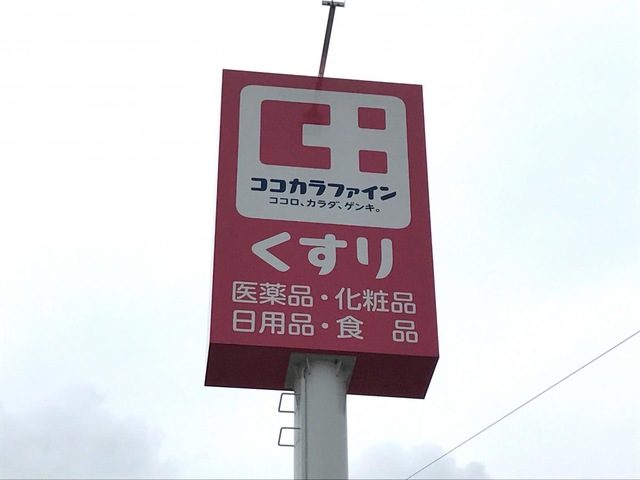 ココカラファイン
ココロ、カラダ、ゲンキ。
くすり
医薬品・化粧品
日用品・食 品